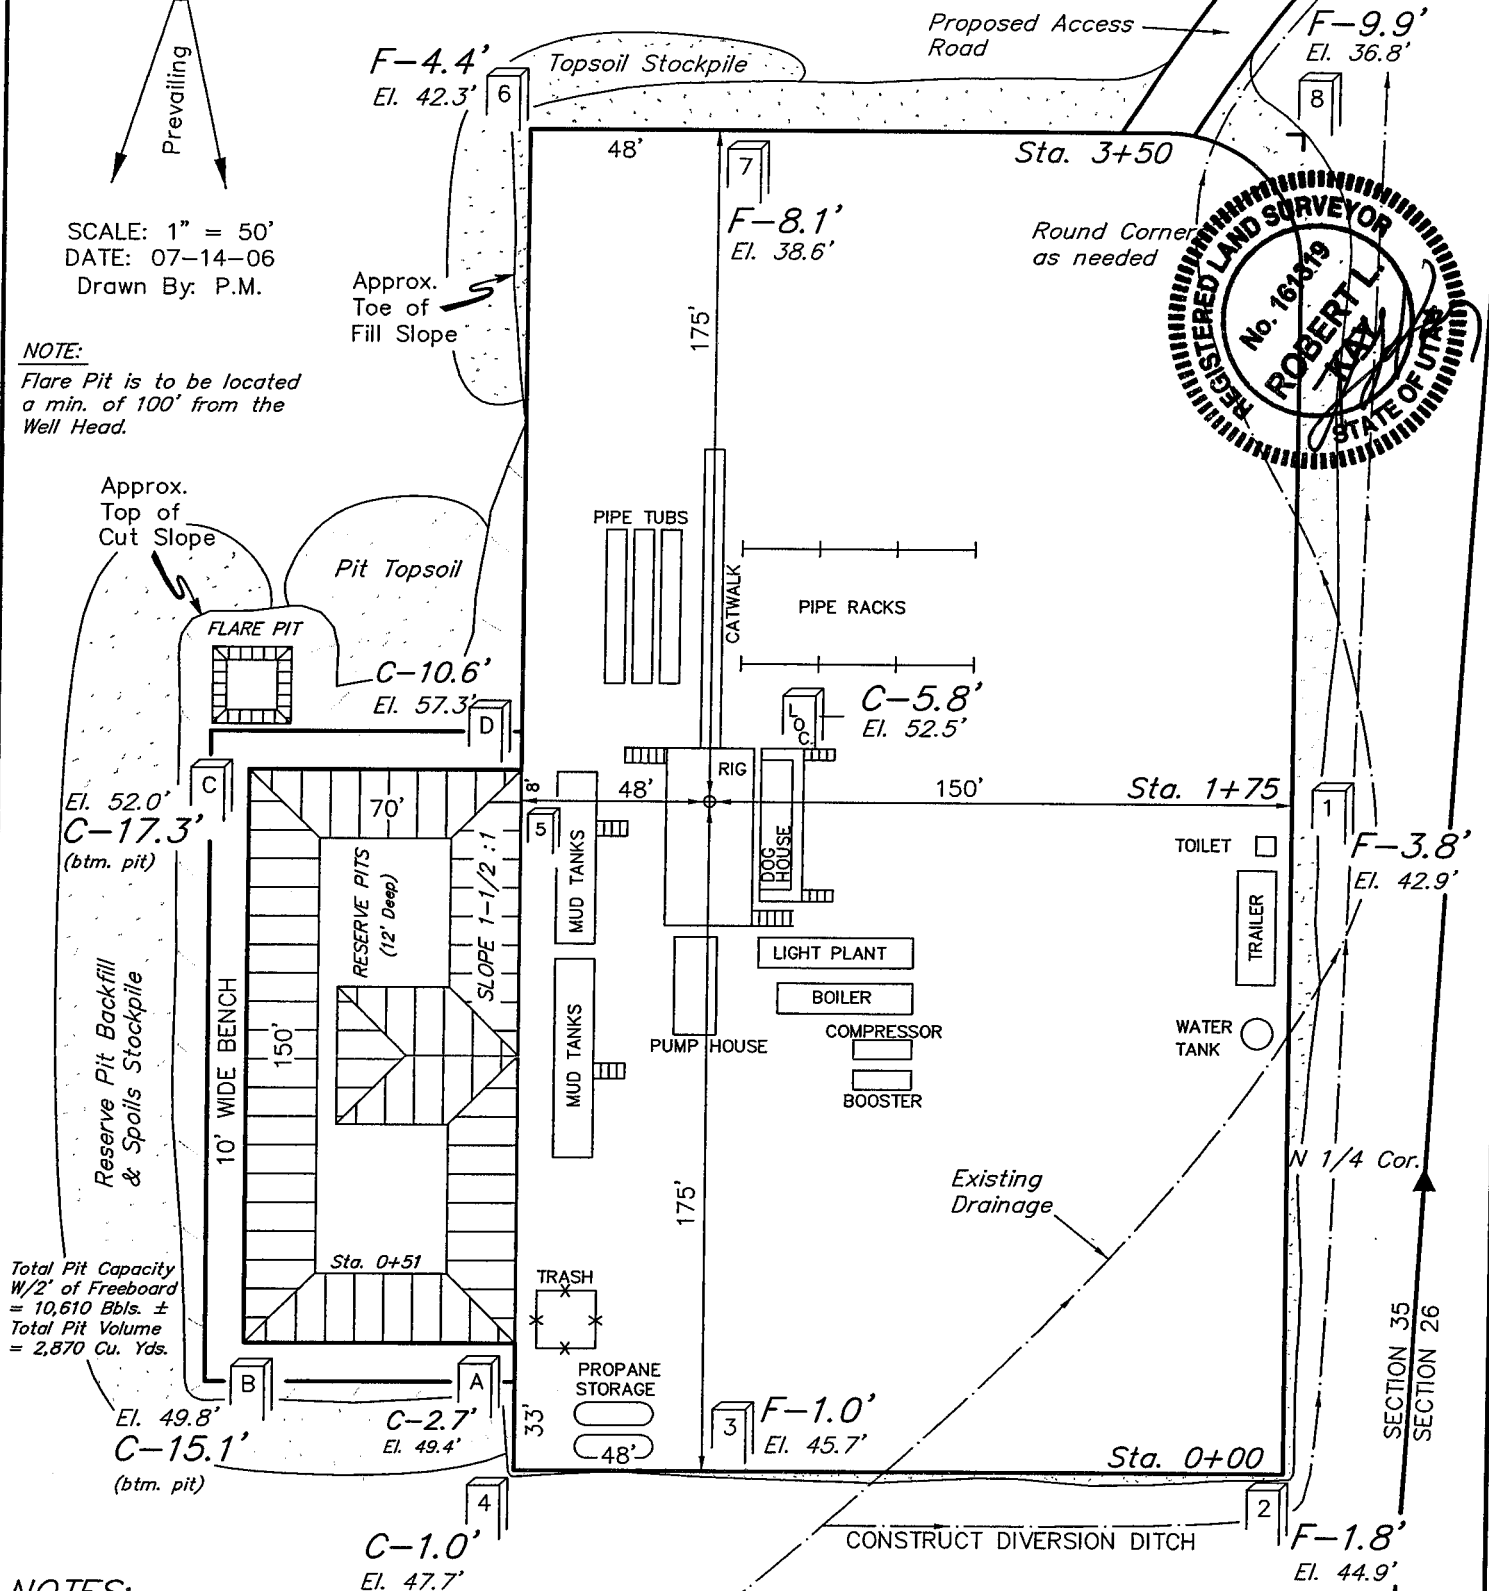 Proposed Access
Road
F-9.9'
El. 36.8'
F-4.4'
El. 42.3'
6
Topsoil Stockpile
8
Prevailing
48'
7
Sta. 3+50
F-8.1'
El. 38.6'
Round Corner
as needed
REGISTERED LAND SURVEYOR
No. 161319
ROBERT L.
KAY
STATE OF UTAH
SCALE: 1" = 50'
DATE: 07-14-06
Drawn By: P.M.
Approx.
Toe of
Fill Slope
175'
NOTE:
Flare Pit is to be located
a min. of 100' from the
Well Head.
Approx.
Top of
Cut Slope
Pit Topsoil
PIPE TUBS
CATWALK
PIPE RACKS
FLARE PIT
C-10.6'
El. 57.3'
D
LOC.
C-5.8'
El. 52.5'
C
El. 52.0'
C-17.3'
(btm. pit)
70'
8'
48'
RIG
150'
Sta. 1+75
1
5
TOILET
F-3.8'
El. 42.9'
MUD TANKS
DOG
HOUSE
TRAILER
RESERVE PITS
(12' Deep)
SLOPE 1-1/2 :1
LIGHT PLANT
BOILER
COMPRESSOR
BOOSTER
PUMP HOUSE
MUD TANKS
WATER
TANK
Reserve Pit Backfill
& Spoils Stockpile
10' WIDE BENCH
150'
N 1/4 Cor.
175'
Existing
Drainage
Sta. 0+51
Total Pit Capacity
W/2' of Freeboard
= 10,610 Bbls. ±
Total Pit Volume
= 2,870 Cu. Yds.
TRASH
SECTION 35
SECTION 26
B
A
PROPANE
STORAGE
El. 49.8'
C-15.1'
(btm. pit)
C-2.7'
El. 49.4'
33'
48'
3
F-1.0'
El. 45.7'
Sta. 0+00
4
2
C-1.0'
El. 47.7'
CONSTRUCT DIVERSION DITCH
F-1.8'
El. 44.9'
NOTES: